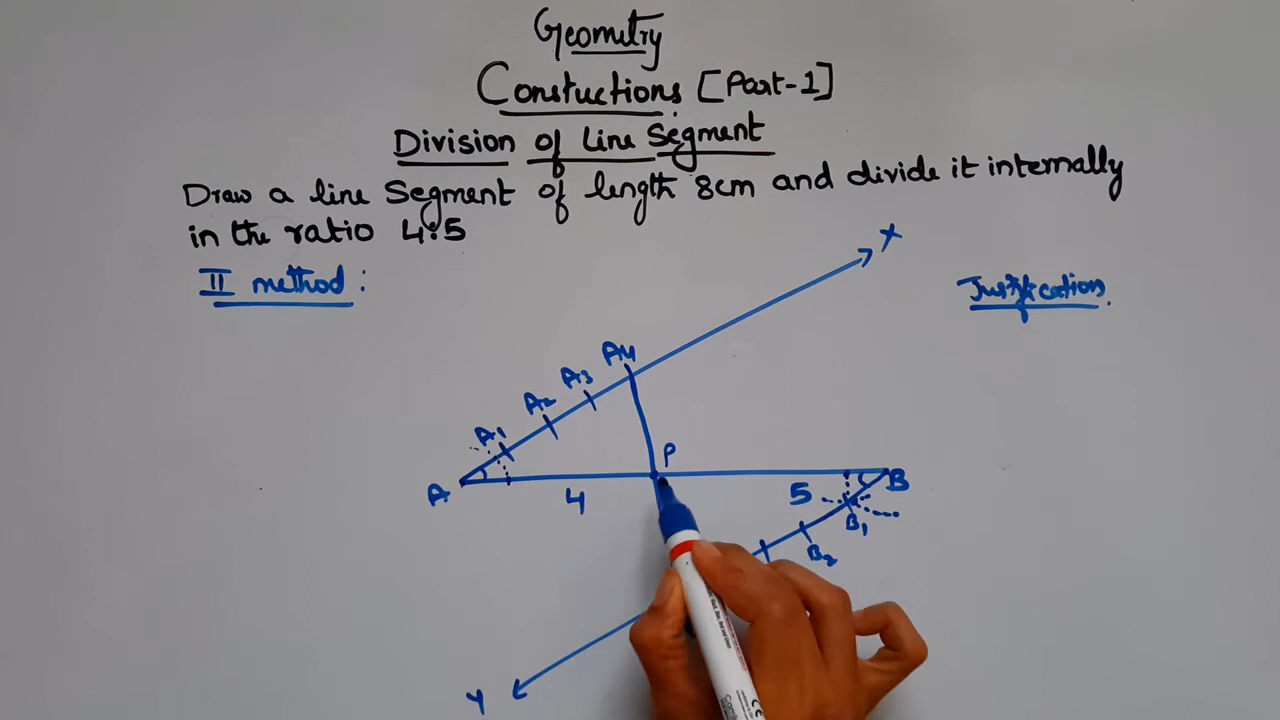 Geometry
Constuctions [Part-1]
Division of Line Segment
Draw a line Segment of length 8cm and divide it internally
in the ratio 4:5
II method :
Justification
X
A4
A3
A2
A1
P
A
B
4
5
B1
B2
Y